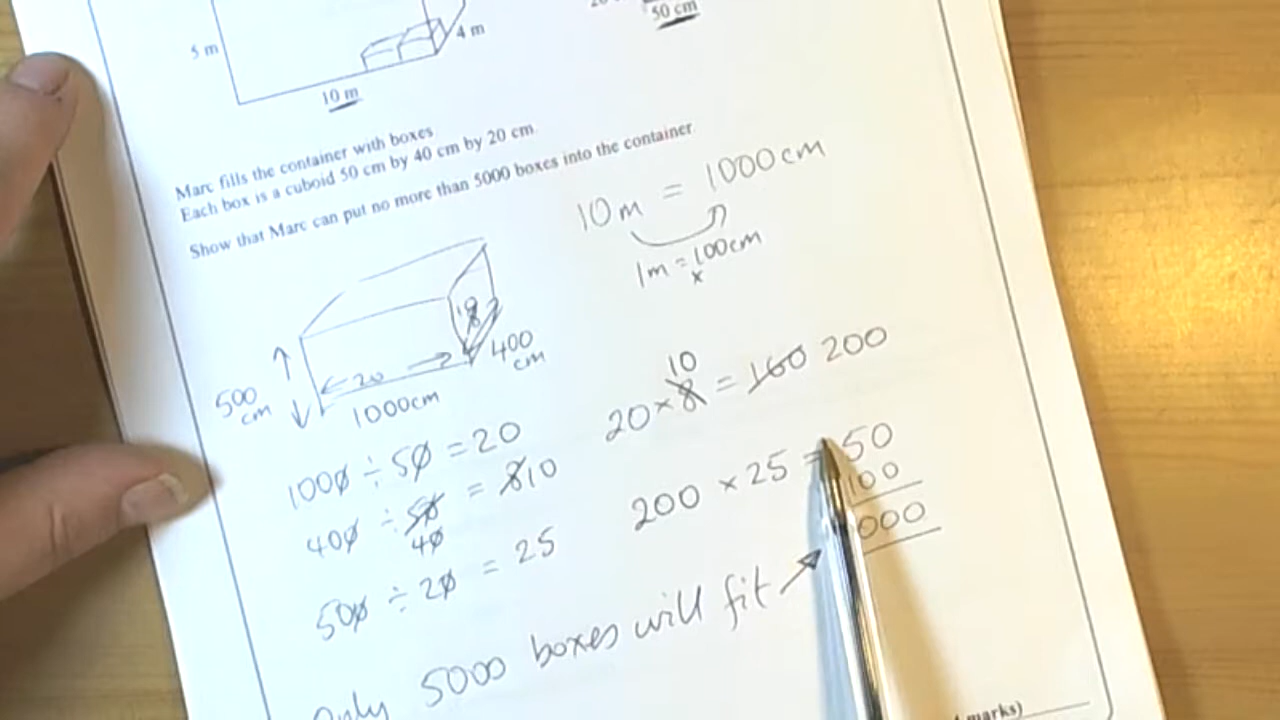 50 cm
5 m
4 m
10 m
Marc fills the container with boxes
Each box is a cuboid 50 cm by 40 cm by 20 cm
Show that Marc can put no more than 5000 boxes into the container
10m = 1000cm
1m = 100cm
x
500 cm
20
1000cm
400 cm
1000 ÷ 50 = 20
400 ÷ 50 = 8 10
40
500 ÷ 20 = 25
10
20 × 8 = 160 200
200 × 25 = 50
100
000
Only 5000 boxes will fit
marks)